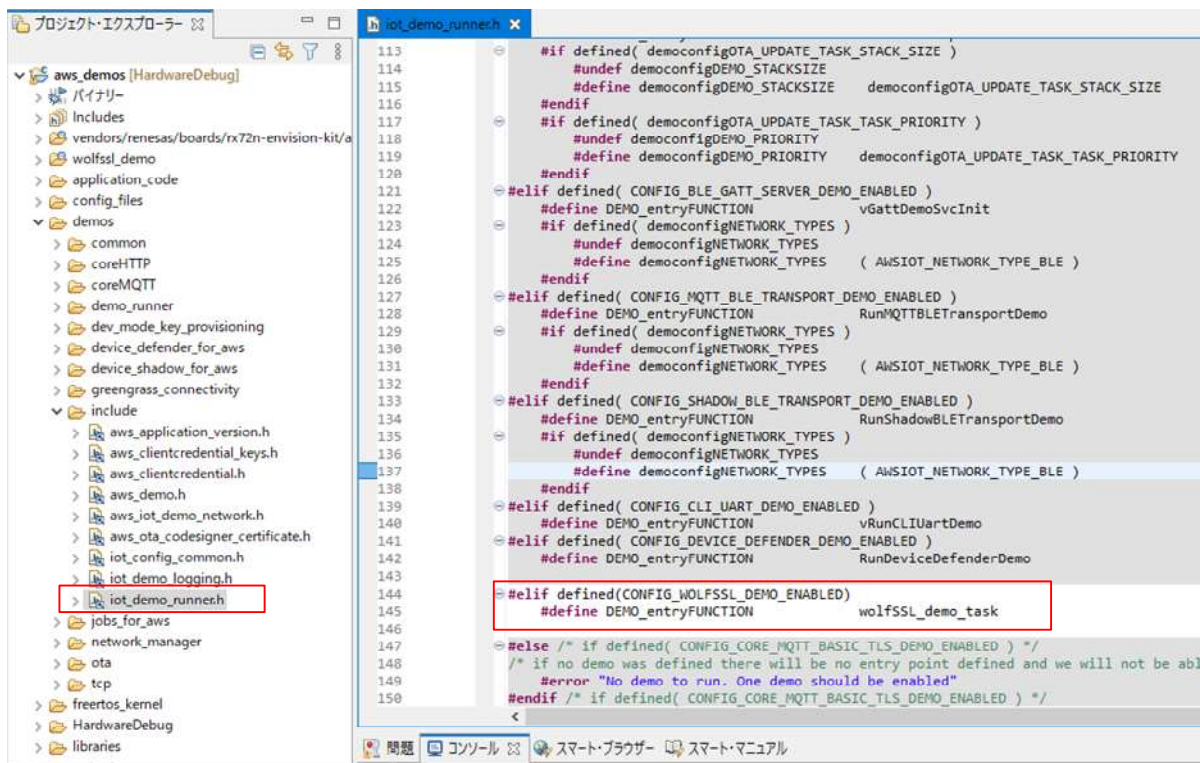 プロジェクト・エクスプローラー
aws_demos [HardwareDebug]
バイナリー
Includes
vendors/renesas/boards/rx72n-envision-kit/a
wolfssl_demo
application_code
config_files
demos
common
coreHTTP
coreMQTT
demo_runner
dev_mode_key_provisioning
device_defender_for_aws
device_shadow_for_aws
greengrass_connectivity
include
aws_application_version.h
aws_clientcredential_keys.h
aws_clientcredential.h
aws_demo.h
aws_iot_demo_network.h
aws_ota_codesigner_certificate.h
iot_config_common.h
iot_demo_logging.h
iot_demo_runner.h
jobs_for_aws
network_manager
ota
tcp
freertos_kernel
HardwareDebug
libraries
iot_demo_runner.h
113 #if defined( democonfigOTA_UPDATE_TASK_STACK_SIZE )
114 #undef democonfigDEMO_STACKSIZE
115 #define democonfigDEMO_STACKSIZE democonfigOTA_UPDATE_TASK_STACK_SIZE
116 #endif
117 #if defined( democonfigOTA_UPDATE_TASK_TASK_PRIORITY )
118 #undef democonfigDEMO_PRIORITY
119 #define democonfigDEMO_PRIORITY democonfigOTA_UPDATE_TASK_TASK_PRIORITY
120 #endif
121 #elif defined( CONFIG_BLE_GATT_SERVER_DEMO_ENABLED )
122 #define DEMO_entryFUNCTION vGattDemoSvcInit
123 #if defined( democonfigNETWORK_TYPES )
124 #undef democonfigNETWORK_TYPES
125 #define democonfigNETWORK_TYPES ( AWSIOT_NETWORK_TYPE_BLE )
126 #endif
127 #elif defined( CONFIG_MQTT_BLE_TRANSPORT_DEMO_ENABLED )
128 #define DEMO_entryFUNCTION RunMQTTBLETransportDemo
129 #if defined( democonfigNETWORK_TYPES )
130 #undef democonfigNETWORK_TYPES
131 #define democonfigNETWORK_TYPES ( AWSIOT_NETWORK_TYPE_BLE )
132 #endif
133 #elif defined( CONFIG_SHADOW_BLE_TRANSPORT_DEMO_ENABLED )
134 #define DEMO_entryFUNCTION RunShadowBLETransportDemo
135 #if defined( democonfigNETWORK_TYPES )
136 #undef democonfigNETWORK_TYPES
137 #define democonfigNETWORK_TYPES ( AWSIOT_NETWORK_TYPE_BLE )
138 #endif
139 #elif defined( CONFIG_CLI_UART_DEMO_ENABLED )
140 #define DEMO_entryFUNCTION vRunCLIUartDemo
141 #elif defined( CONFIG_DEVICE_DEFENDER_DEMO_ENABLED )
142 #define DEMO_entryFUNCTION RunDeviceDefenderDemo
143
144 #elif defined(CONFIG_WOLFSSL_DEMO_ENABLED)
145 #define DEMO_entryFUNCTION wolfSSL_demo_task
146
147 #else /* if defined( CONFIG_CORE_MQTT_BASIC_TLS_DEMO_ENABLED ) */
148 /* if no demo was defined there will be no entry point defined and we will not be abl
149 #error "No demo to run. One demo should be enabled"
150 #endif /* if defined( CONFIG_CORE_MQTT_BASIC_TLS_DEMO_ENABLED ) */
問題 コンソール スマート・ブラウザー スマート・マニュアル